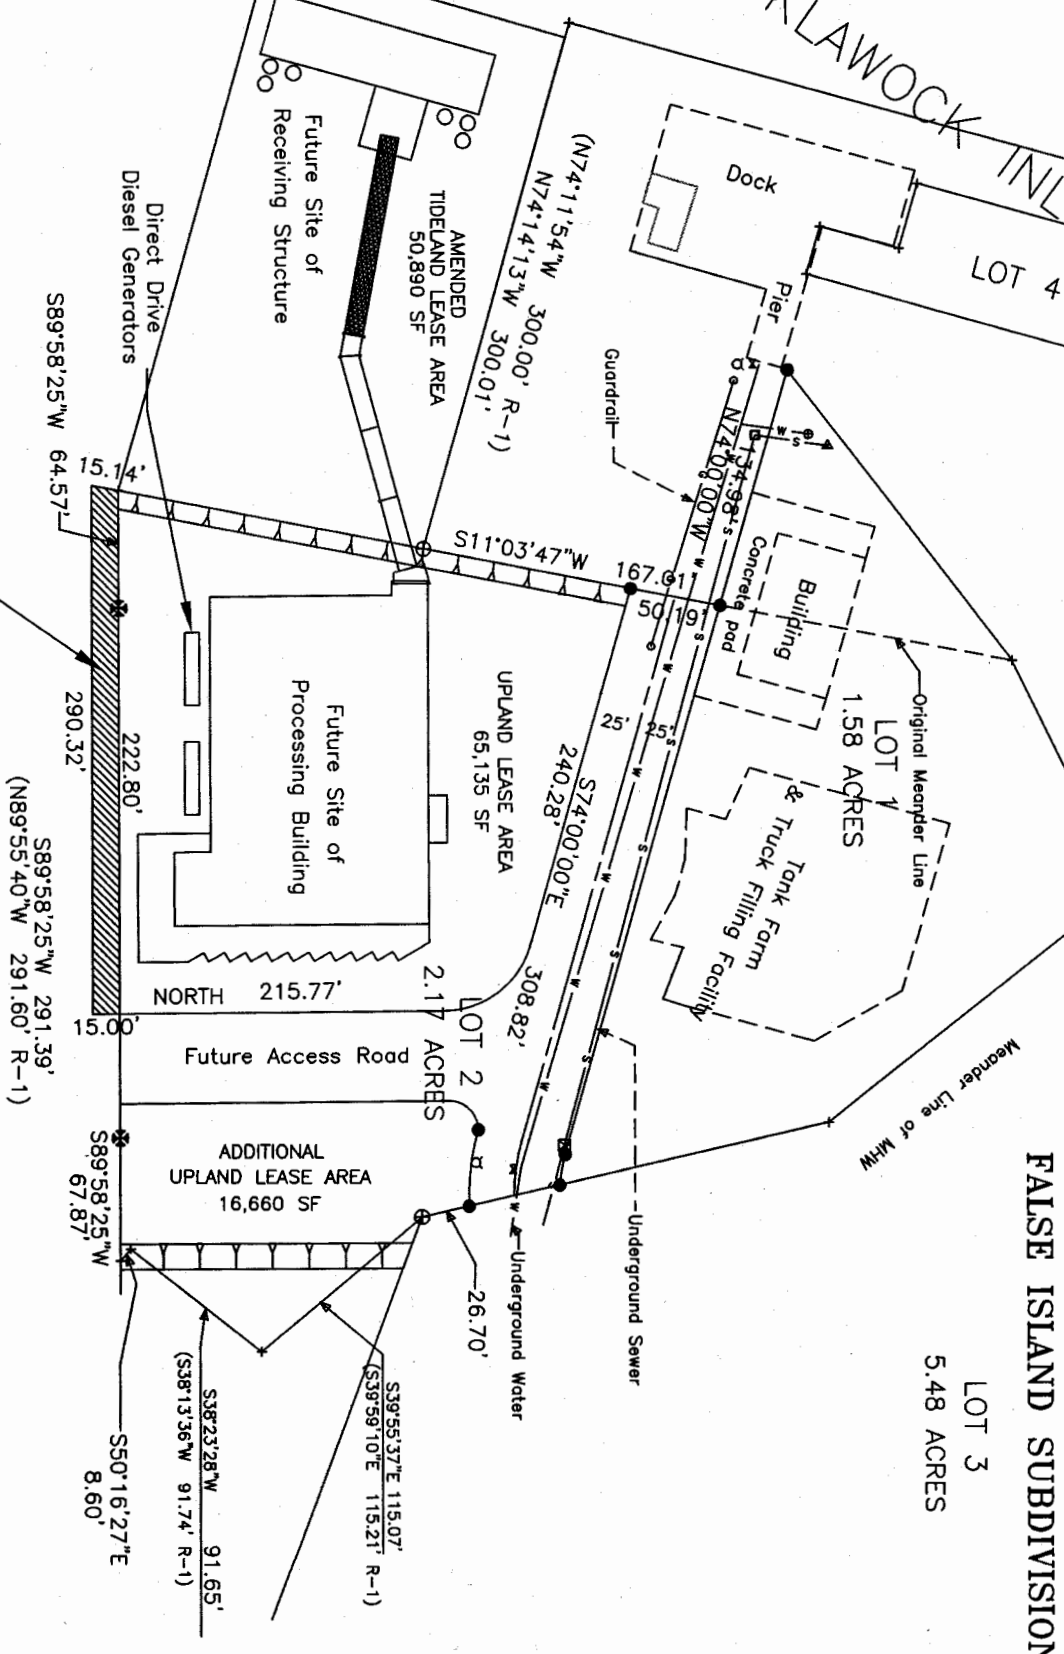 KLAWOCK INL
LOT 4
Dock
Pier
(N74°11'54"W 300.00' R-1)
N74°14'13"W 300.01'
Guardrail
AMENDED
TIDELAND LEASE AREA
50,890 SF
Future Site of
Receiving Structure
Direct Drive
Diesel Generators
S89°58'25"W 64.57'
15.14'
S11°03'47"W
167.01'
50.19'
N74°00'00"W
134.98'
Concrete pad
Building
Original Meander Line
LOT 1
1.58 ACRES
Tank Farm
& Truck Filling Facility
25'
25'
S74°00'00"E
240.28'
308.82'
UPLAND LEASE AREA
65,135 SF
Future Site of
Processing Building
222.80'
290.32'
S89°58'25"W 291.39'
(N89°55'40"W 291.60' R-1)
NORTH 215.77'
15.00'
LOT 2
2.17 ACRES
Future Access Road
ADDITIONAL
UPLAND LEASE AREA
16,660 SF
S89°58'25"W
67.87'
26.70'
Underground Water
Underground Sewer
Meander Line of MHW
FALSE ISLAND SUBDIVISION
LOT 3
5.48 ACRES
S39°55'37"E 115.07'
(S39°59'10"E 115.21' R-1)
S38°23'28"W 91.65'
(S38°13'36"W 91.74' R-1)
S50°16'27"E
8.60'